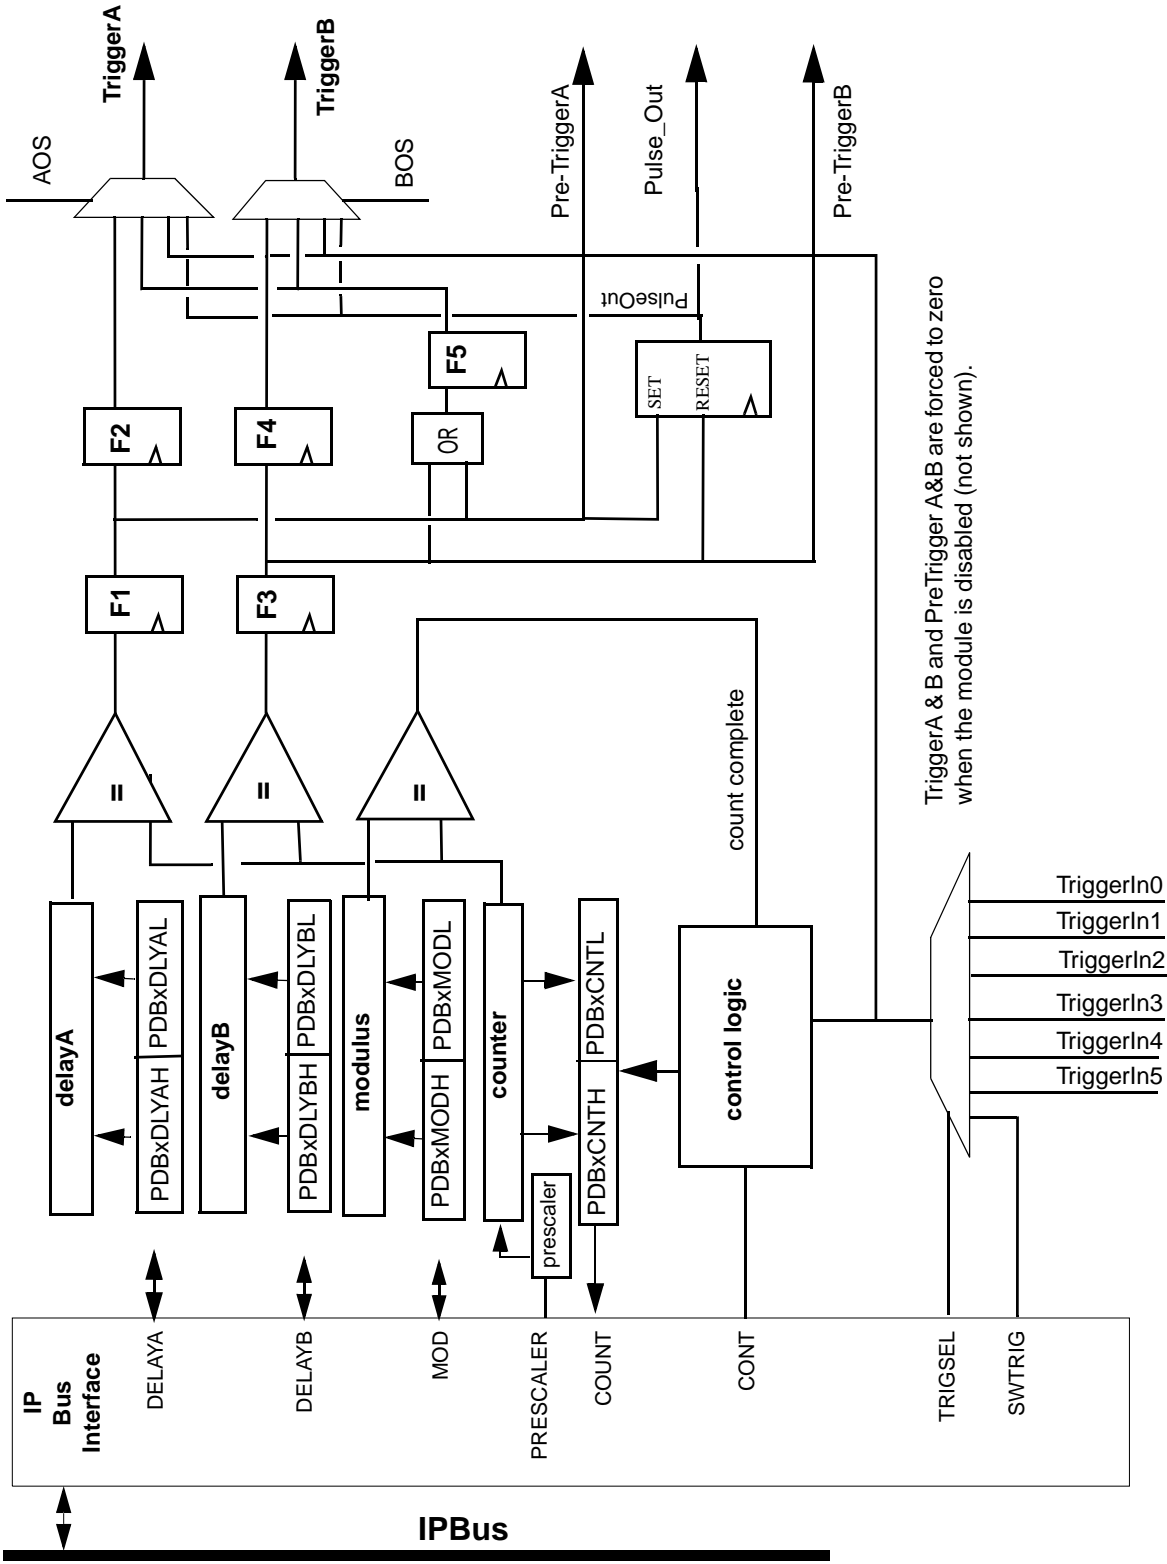 TriggerA
TriggerB
AOS
BOS
Pre-TriggerA
Pulse_Out
Pre-TriggerB
PulseOut
F2
F4
F5
OR
SET
RESET
F1
F3
=
=
=
count complete
TriggerA & B and PreTrigger A&B are forced to zero
when the module is disabled (not shown).
delayA
PDBxDLYAH
PDBxDLYAL
delayB
PDBxDLYBH
PDBxDLYBL
modulus
PDBxMODH
PDBxMODL
counter
prescaler
PDBxCNTH
PDBxCNTL
control logic
TriggerIn0
TriggerIn1
TriggerIn2
TriggerIn3
TriggerIn4
TriggerIn5
IP
Bus
Interface
DELAYA
DELAYB
MOD
PRESCALER
COUNT
CONT
TRIGSEL
SWTRIG
IPBus